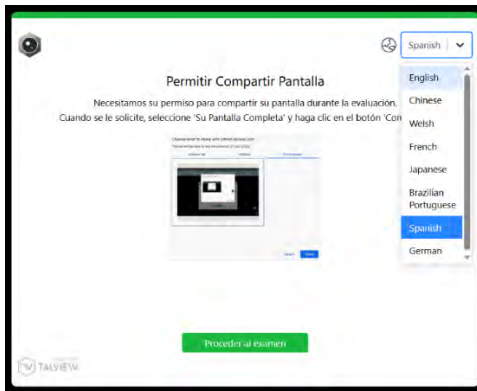 Spanish
Permitir Compartir Pantalla
Necesitamos su permiso para compartir su pantalla durante la evaluación.
Cuando se le solicite, seleccione 'Su Pantalla Completa' y haga clic en el botón 'Con
English
Chinese
Welsh
French
Japanese
Brazilian
Portuguese
Spanish
German
Proceder al examen
TALVIEW